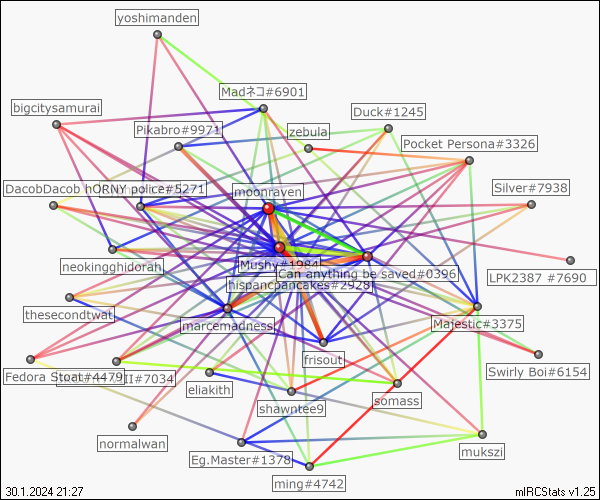 yoshimanden
Madネコ#6901
bigcitysamurai
Duck#1245
Pikabro#9971
zebula
Pocket Persona#3326
DacobDacob
hORNY police#5271
moonraven
Silver#7938
Mushy#1984
neokingghidorah
Can anything be saved#0396
LPK2387 #7690
hispancpancakes#2928
thesecondtwat
marcemadness
Majestic#3375
frisout
Fedora Stoat#4479
II#7034
Swirly Boi#6154
eliakith
somass
shawntee9
normalwan
mukszi
Eg.Master#1378
ming#4742
30.1.2024 21:27
mIRCStats v1.25